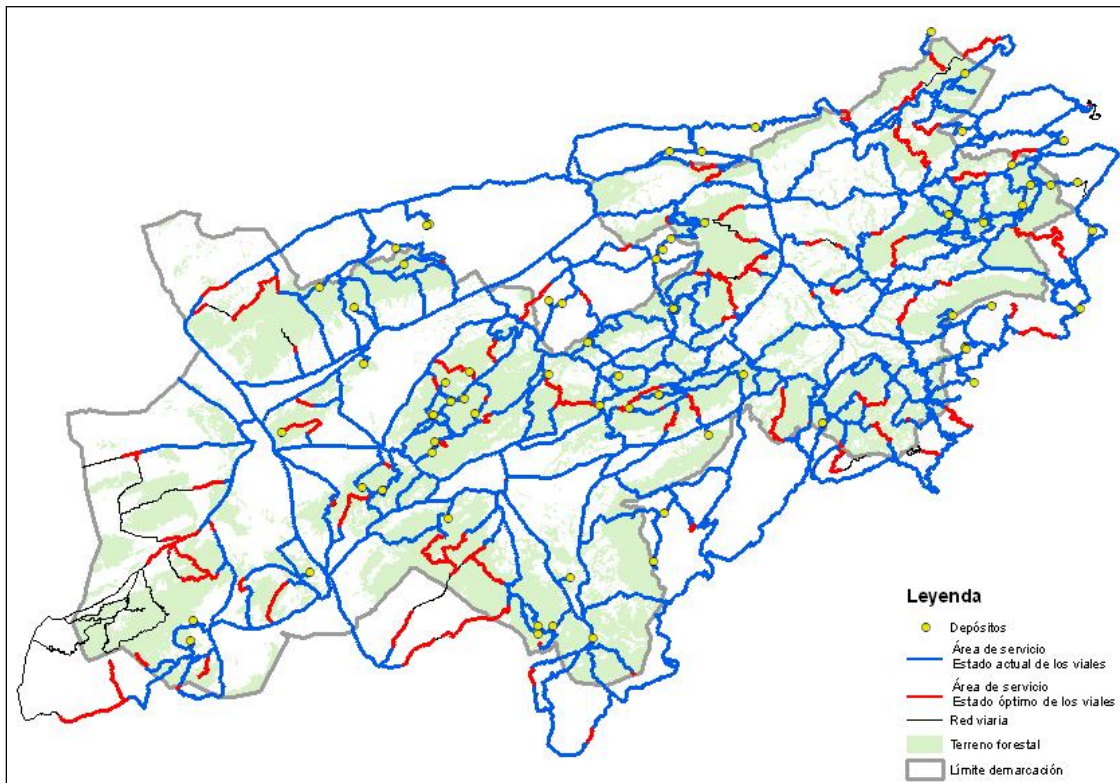 Leyenda
Depósitos
Área de servicio
Estado actual de los viales
Área de servicio
Estado óptimo de los viales
Red viaria
Terreno forestal
Límite demarcación